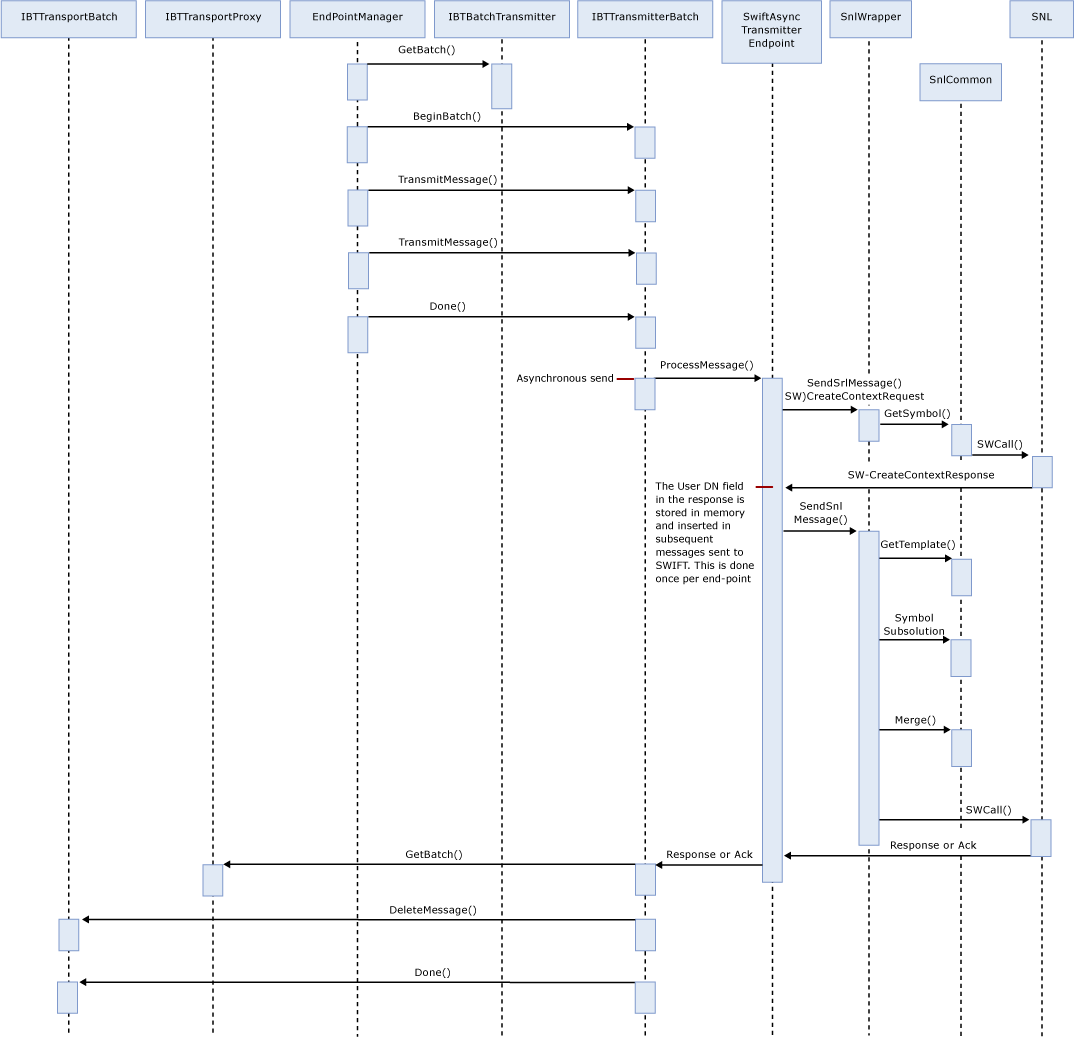 IBTTransportBatch
IBTTransportProxy
EndPointManager
IBTBatchTransmitter
IBTTransmitterBatch
SwiftAsync
Transmitter
Endpoint
SnlWrapper
SNL
SnlCommon
GetBatch()
BeginBatch()
TransmitMessage()
TransmitMessage()
Done()
Asynchronous send
ProcessMessage()
SendSrlMessage()
SW)CreateContextRequest
GetSymbol()
SWCall()
SW-CreateContextResponse
The User DN field
in the response is
stored in memory
and inserted in
subsequent
messages sent to
SWIFT. This is done
once per end-point
SendSnl
Message()
GetTemplate()
Symbol
Subsolution
Merge()
SWCall()
Response or Ack
Response or Ack
GetBatch()
DeleteMessage()
Done()